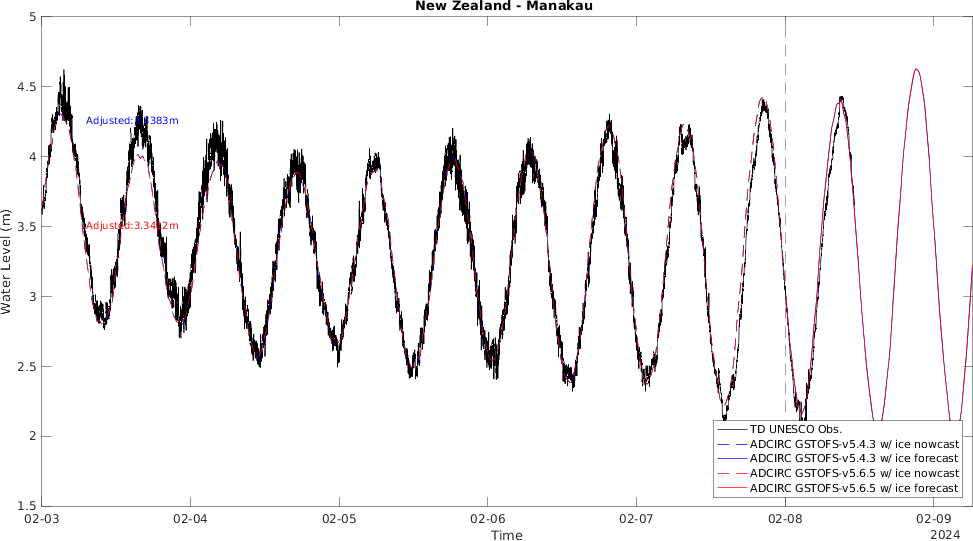 New Zealand - Manakau
Water Level (m)
5
4.5
4
3.5
3
2.5
2
1.5
Adjusted:
383m
Adjusted:3.34
2m
TD UNESCO Obs.
ADCIRC GSTOFS-v5.4.3 w/ ice nowcast
ADCIRC GSTOFS-v5.4.3 w/ ice forecast
ADCIRC GSTOFS-v5.6.5 w/ ice nowcast
ADCIRC GSTOFS-v5.6.5 w/ ice forecast
02-03
02-04
02-05
02-06
02-07
02-08
02-09
Time
2024